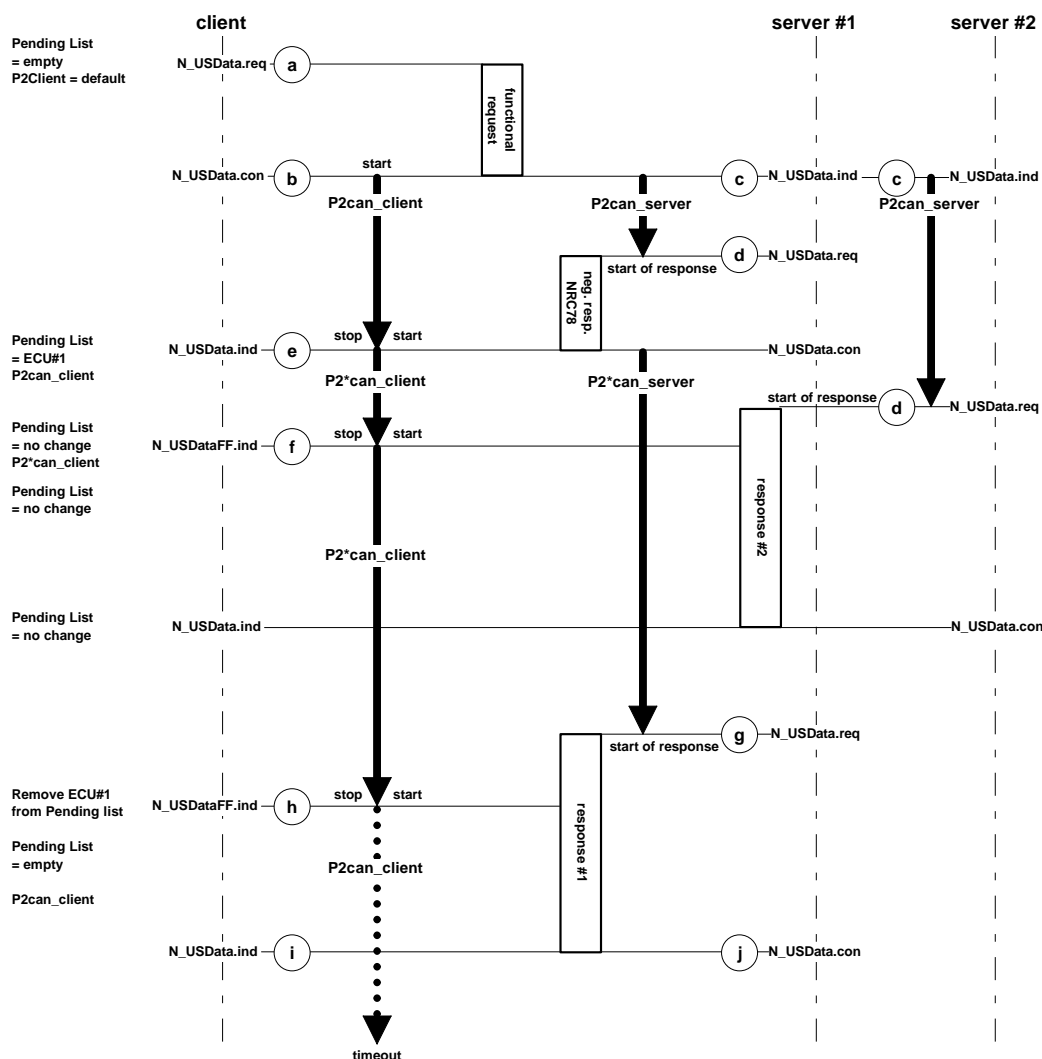 client
server #1
server #2
Pending List
= empty
P2Client = default
N_USData.req
a
functional
request
N_USData.con
b
start
c
N_USData.ind
c
N_USData.ind
P2can_client
P2can_server
P2can_server
d
N_USData.req
start of response
neg. resp.
NRC78
Pending List
= ECU#1
P2can_client
N_USData.ind
e
stop
start
N_USData.con
P2*can_client
P2*can_server
start of response
d
N_USData.req
Pending List
= no change
P2*can_client
N_USDataFF.ind
f
stop
start
Pending List
= no change
response #2
P2*can_client
Pending List
= no change
N_USData.ind
N_USData.con
g
N_USData.req
start of response
Remove ECU#1
from Pending list
N_USDataFF.ind
h
stop
start
response #1
Pending List
= empty
P2can_client
P2can_client
N_USData.ind
i
j
N_USData.con
timeout